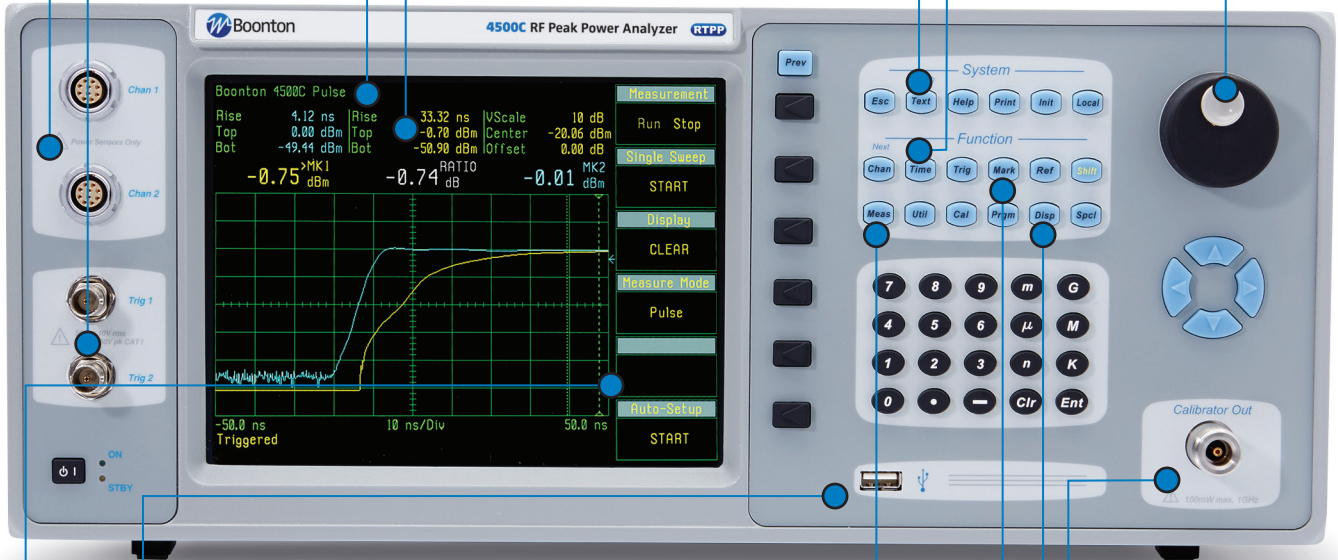 Boonton
4500C RF Peak Power Analyzer RTPP
Chan 1
Power Sensors Only
Chan 2
Trig 1
Trig 2
ON
STBY
Boonton 4500C Pulse
Rise 4.12 ns Rise 33.32 ns VScale 10 dB
Top 0.00 dBm Top -0.70 dBm Center -20.06 dBm
Bot -49.44 dBm Bot -50.90 dBm Offset 0.00 dB
>MK1 RATIO MK2
-0.75 dBm -0.74 dB -0.01 dBm
-50.0 ns 10 ns/Div 50.0 ns
Triggered
Measurement
Run Stop
Single Sweep
START
Display
CLEAR
Measure Mode
Pulse
Auto-Setup
START
Prev
System
Esc Text Help Print Init Local
Function
Next
Chan Time Trig Mark Ref Shift
Meas Util Cal Prgm Disp Spcl
7 8 9 m G
4 5 6 µ M
1 2 3 n K
0 • − Clr Ent
Calibrator Out
100mW max, 1GHz